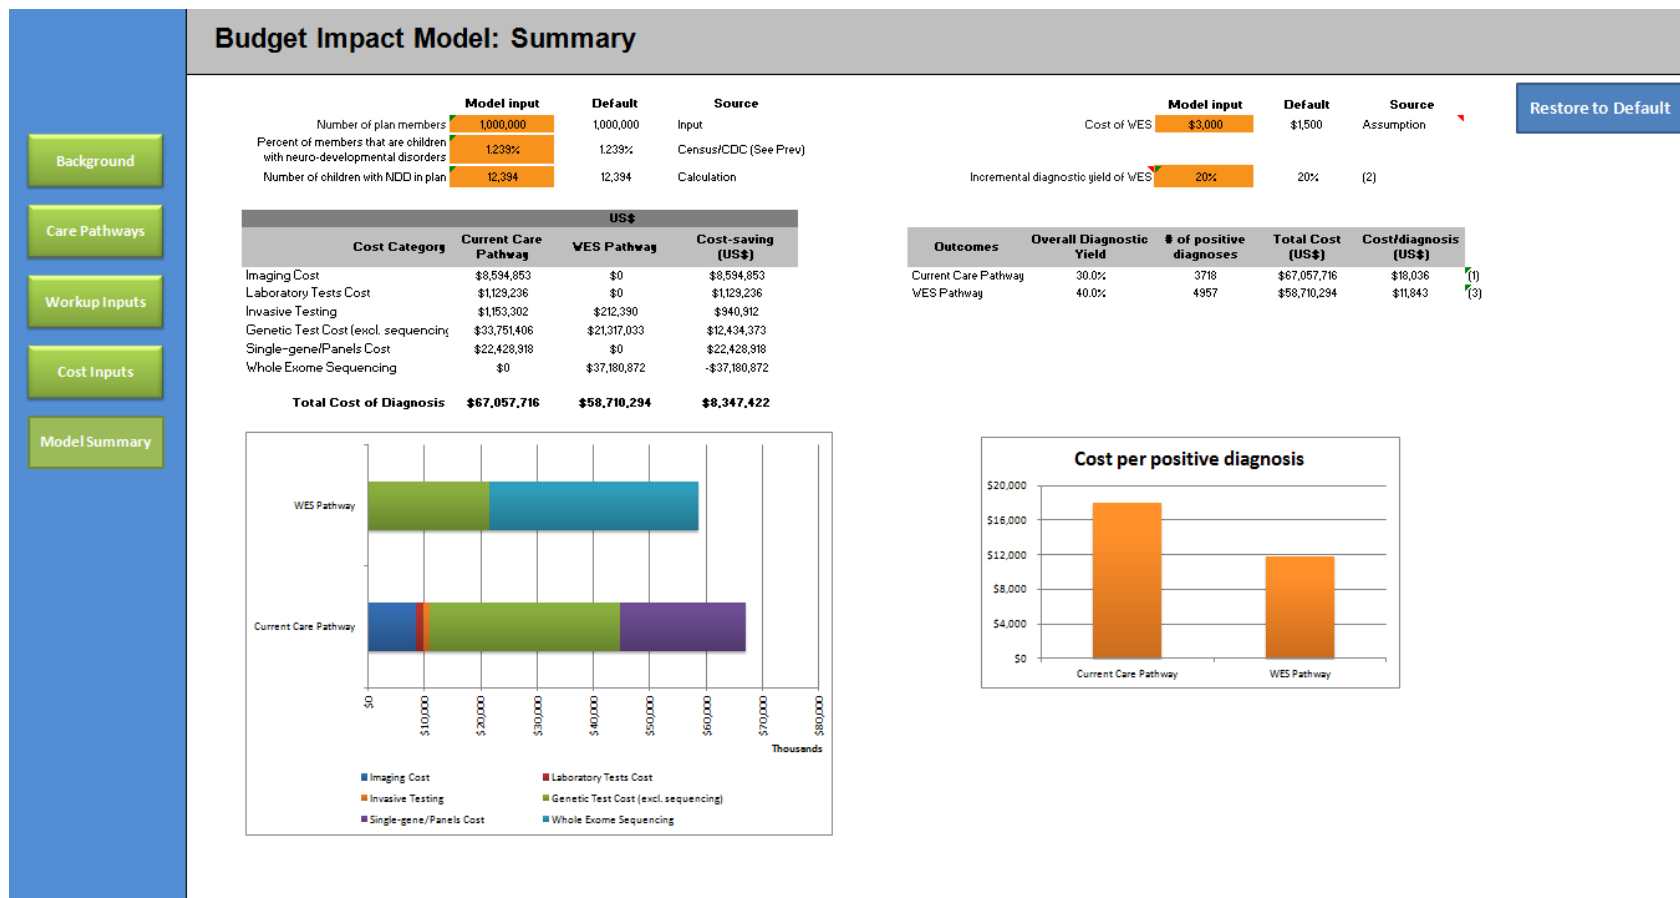 Budget Impact Model: Summary
Restore to Default
Background
Care Pathways
Workup Inputs
Cost Inputs
Model Summary
Model input Default Source
Number of plan members 1,000,000 1,000,000 Input
Percent of members that are children
with neuro-developmental disorders 1.239% 1.239% Census/CDC (See Prev)
Number of children with NDD in plan 12,394 12,394 Calculation
Model input Default Source
Cost of WES $3,000 $1,500 Assumption
Incremental diagnostic yield of WES 20% 20% (2)
US$
Cost Category Current Care Pathway WES Pathway Cost-saving (US$)
Imaging Cost $8,594,853 $0 $8,594,853
Laboratory Tests Cost $1,129,236 $0 $1,129,236
Invasive Testing $1,153,302 $212,390 $940,912
Genetic Test Cost (excl. sequencing $33,751,406 $21,317,033 $12,434,373
Single-gene/Panels Cost $22,428,918 $0 $22,428,918
Whole Exome Sequencing $0 $37,180,872 -$37,180,872
Total Cost of Diagnosis $67,057,716 $58,710,294 $8,347,422
Outcomes Overall Diagnostic Yield # of positive diagnoses Total Cost (US$) Cost/diagnosis (US$)
Current Care Pathway 30.0% 3718 $67,057,716 $18,036 (1)
WES Pathway 40.0% 4957 $58,710,294 $11,843 (3)
WES Pathway
Current Care Pathway
$0 $10,000 $20,000 $30,000 $40,000 $50,000 $60,000 $70,000 $80,000
Thousands
Imaging Cost Laboratory Tests Cost
Invasive Testing Genetic Test Cost (excl. sequencing)
Single-gene/Panels Cost Whole Exome Sequencing
Cost per positive diagnosis
$20,000
$16,000
$12,000
$8,000
$4,000
$0
Current Care Pathway WES Pathway